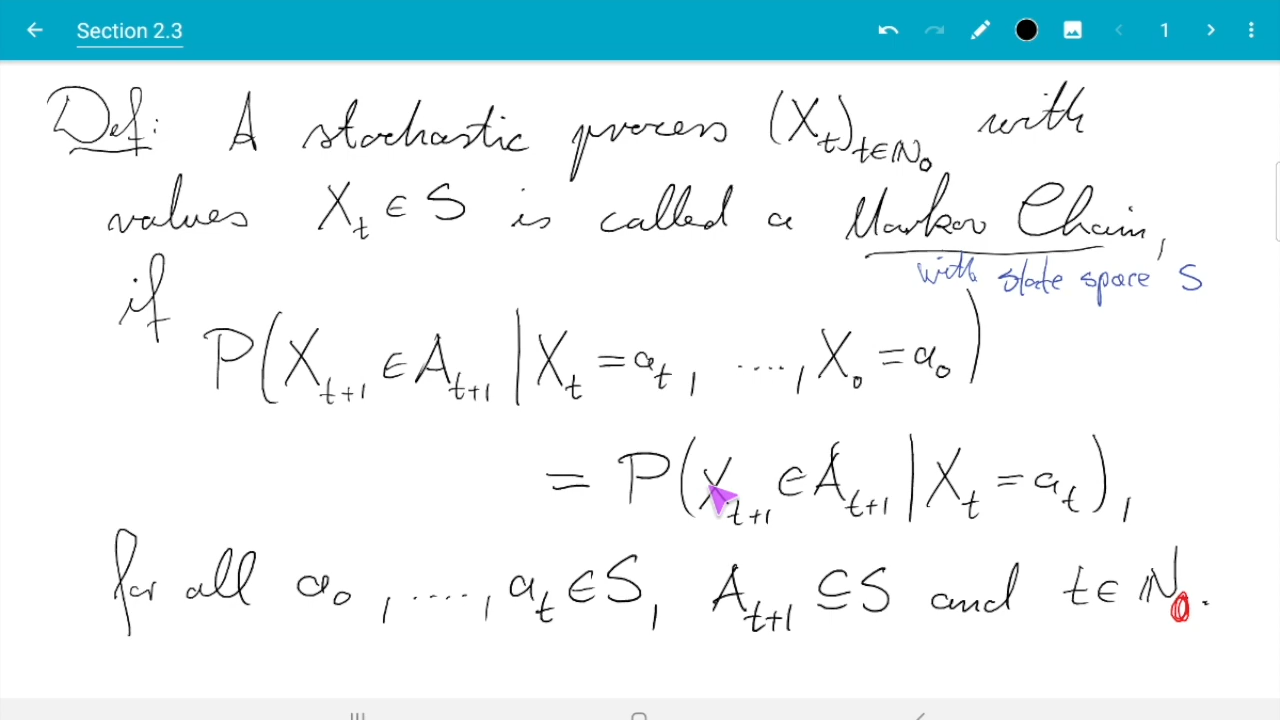 Section 2.3
1
Def: A stochastic process (X_t)_{t∈ℕ_0} with
values X_t ∈ S is called a Markov Chain,
with state space S
if
P(X_{t+1} ∈ A_{t+1} | X_t = a_t, ...., X_0 = a_0)
= P(X_{t+1} ∈ A_{t+1} | X_t = a_t),
for all a_0, ...., a_t ∈ S, A_{t+1} ⊆ S and t ∈ ℕ_0.